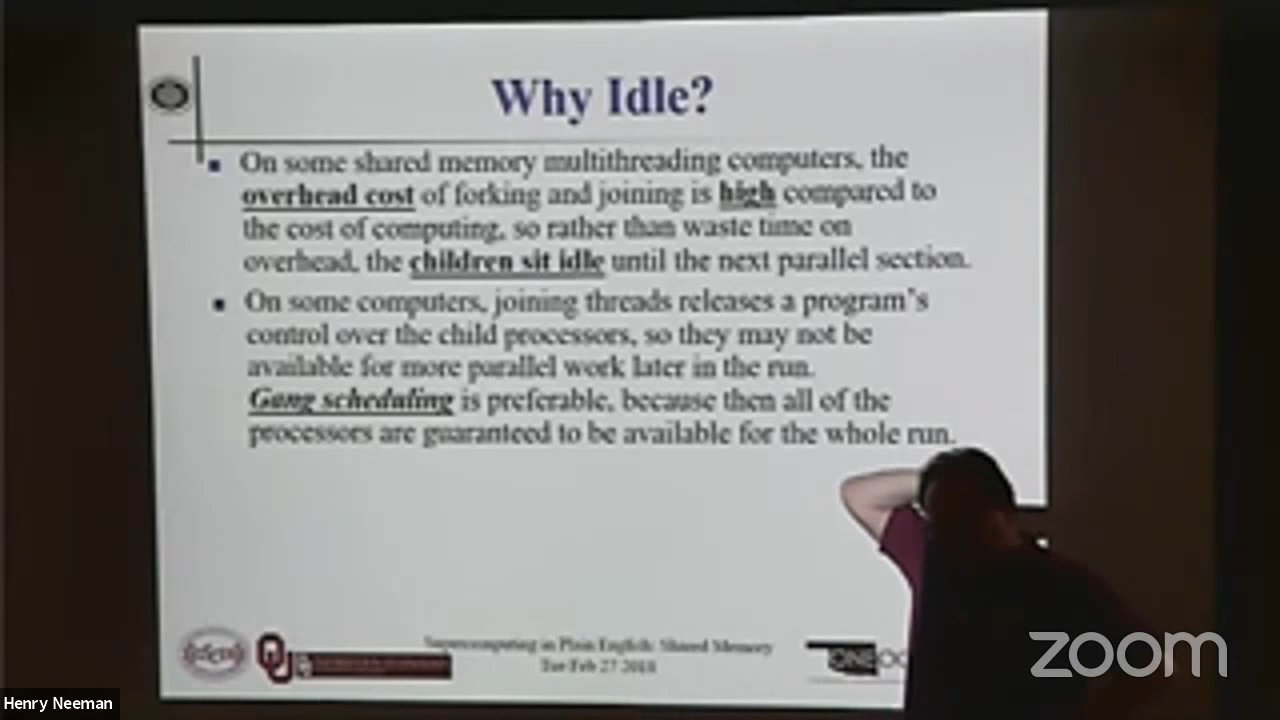 Why Idle?
On some shared memory multithreading computers, the
overhead cost of forking and joining is high compared to
the cost of computing, so rather than waste time on
overhead, the children sit idle until the next parallel section.
On some computers, joining threads releases a program's
control over the child processors, so they may not be
available for more parallel work later in the run.
Gang scheduling is preferable, because then all of the
processors are guaranteed to be available for the whole run.
Supercomputing in Plain English: Shared Memory
Tue Feb 27 2018
zoom
Henry Neeman